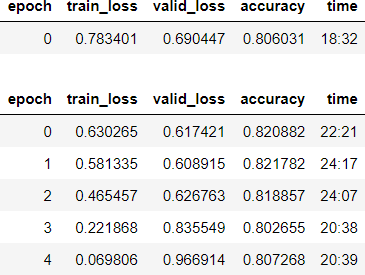 epoch train_loss valid_loss accuracy time
0 0.783401 0.690447 0.806031 18:32
epoch train_loss valid_loss accuracy time
0 0.630265 0.617421 0.820882 22:21
1 0.581335 0.608915 0.821782 24:17
2 0.465457 0.626763 0.818857 24:07
3 0.221868 0.835549 0.802655 20:38
4 0.069806 0.966914 0.807268 20:39